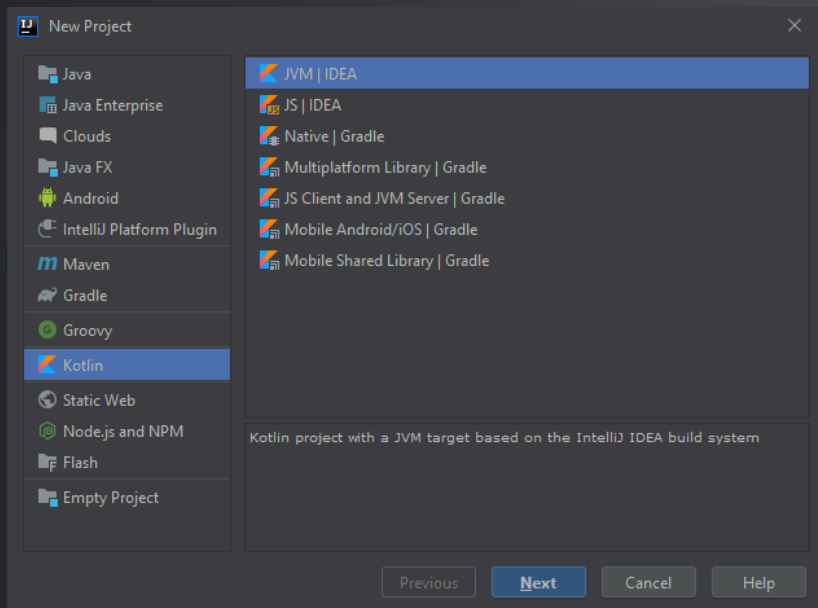 New Project
Java
Java Enterprise
Clouds
Java FX
Android
IntelliJ Platform Plugin
Maven
Gradle
Groovy
Kotlin
Static Web
Node.js and NPM
Flash
Empty Project
JVM | IDEA
JS | IDEA
Native | Gradle
Multiplatform Library | Gradle
JS Client and JVM Server | Gradle
Mobile Android/iOS | Gradle
Mobile Shared Library | Gradle
Kotlin project with a JVM target based on the IntelliJ IDEA build system
Previous
Next
Cancel
Help